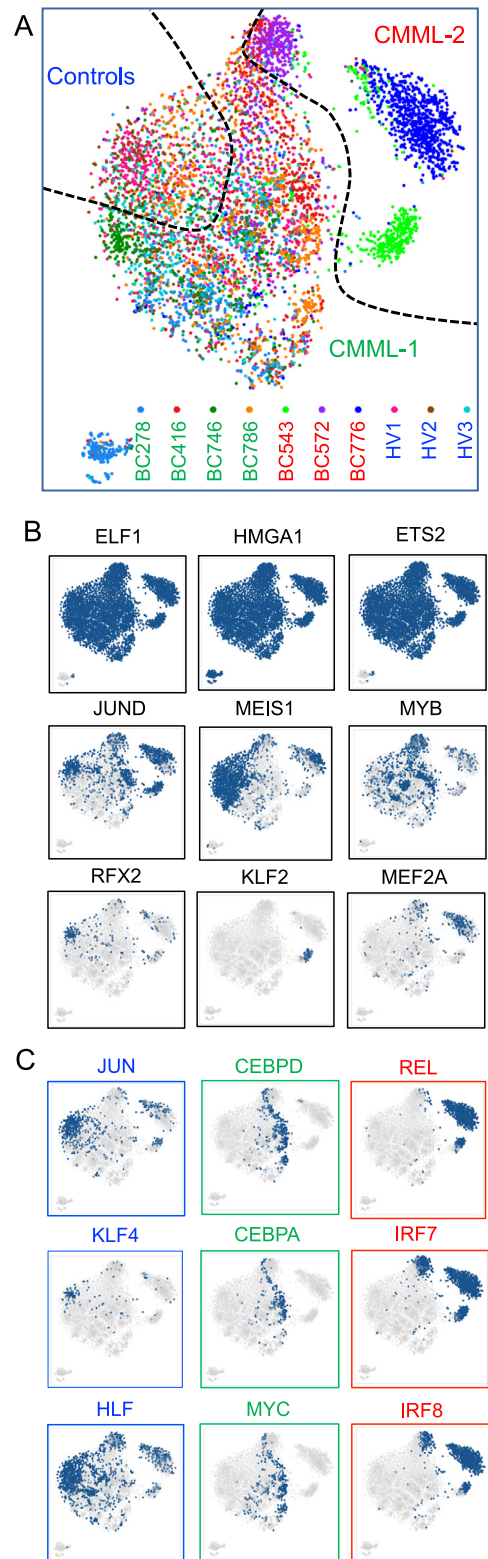 A
CMML-2
Controls
CMML-1
BC278 BC416 BC746 BC786 BC543 BC572 BC776 HV1 HV2 HV3
B
ELF1 HMGA1 ETS2
JUND MEIS1 MYB
RFX2 KLF2 MEF2A
C
JUN CEBPD REL
KLF4 CEBPA IRF7
HLF MYC IRF8